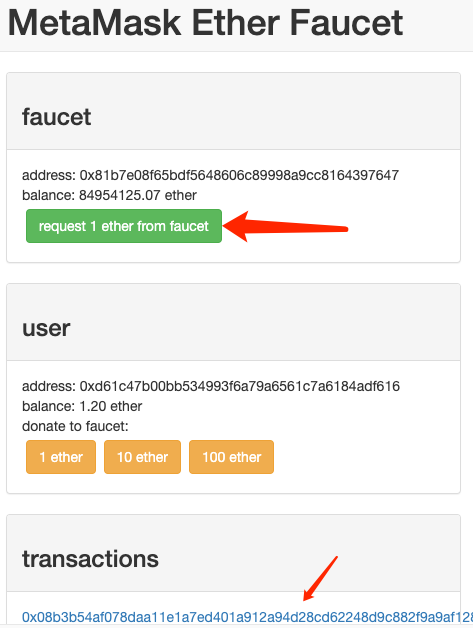 MetaMask Ether Faucet
faucet
address: 0x81b7e08f65bdf5648606c89998a9cc8164397647
balance: 84954125.07 ether
request 1 ether from faucet
user
address: 0xd61c47b00bb534993f6a79a6561c7a6184adf616
balance: 1.20 ether
donate to faucet:
1 ether 10 ether 100 ether
transactions
0x08b3b54af078daa11e1a7ed401a912a94d28cd62248d9c882f9a9af128